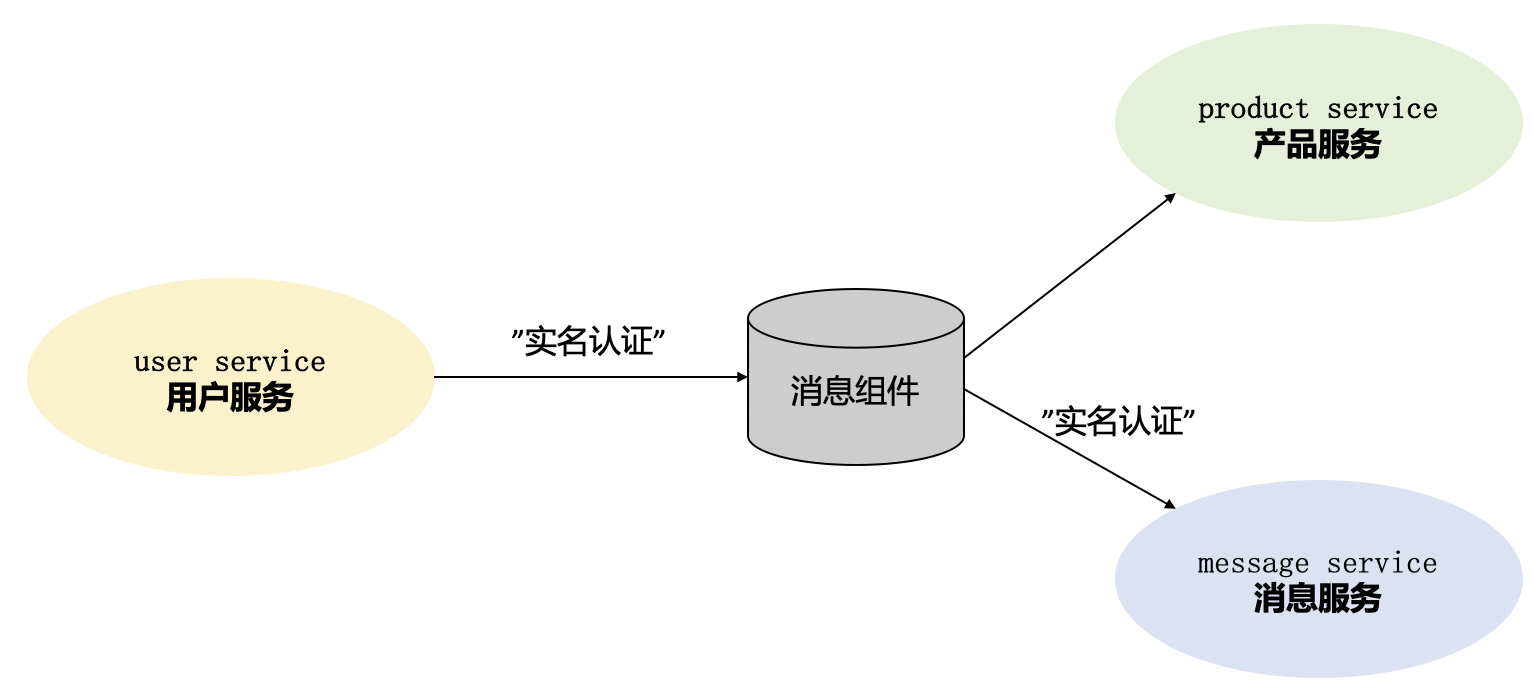 product service
产品服务
user service
用户服务
”实名认证”
消息组件
”实名认证”
message service
消息服务